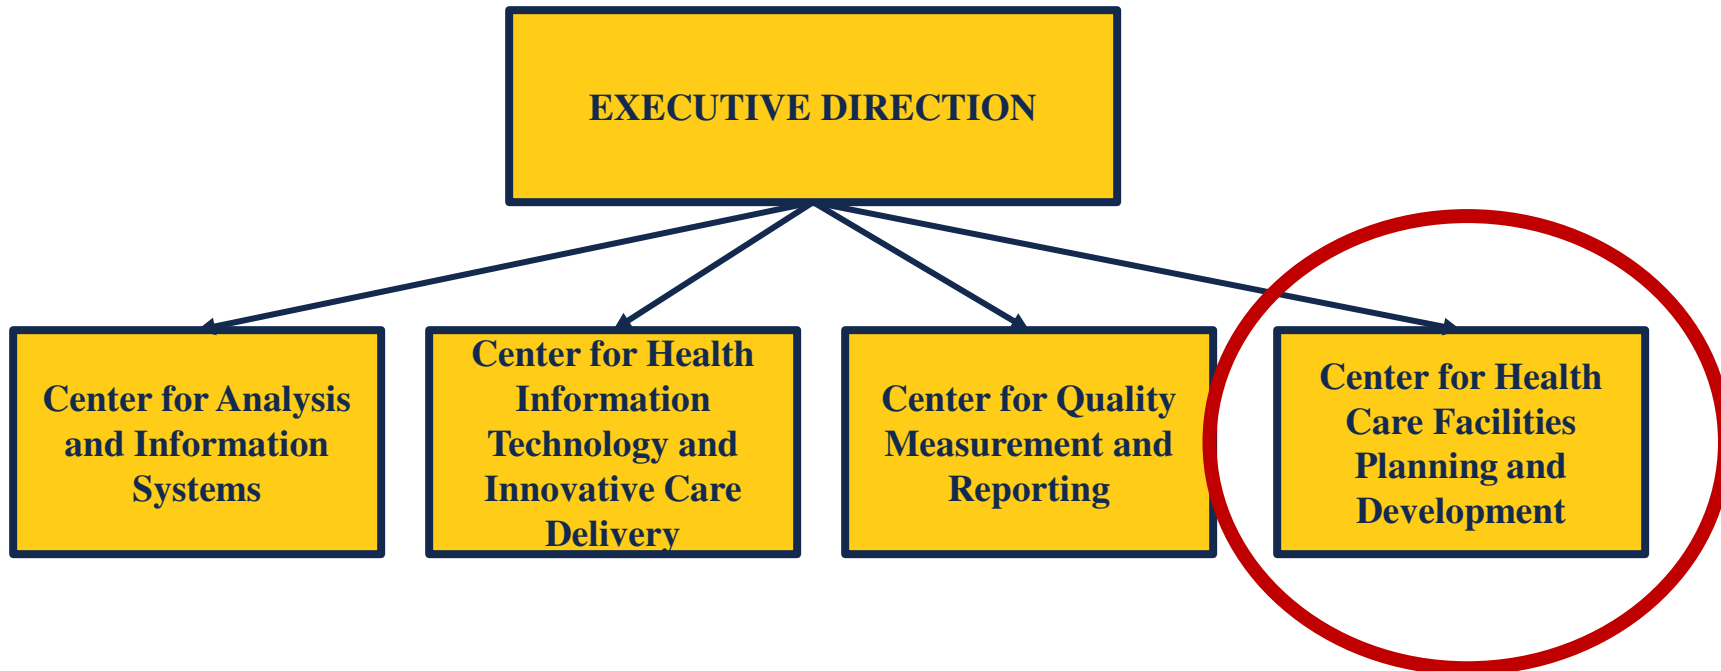 EXECUTIVE DIRECTION
Center for Analysis
and Information
Systems
Center for Health
Information
Technology and
Innovative Care
Delivery
Center for Quality
Measurement and
Reporting
Center for Health
Care Facilities
Planning and
Development